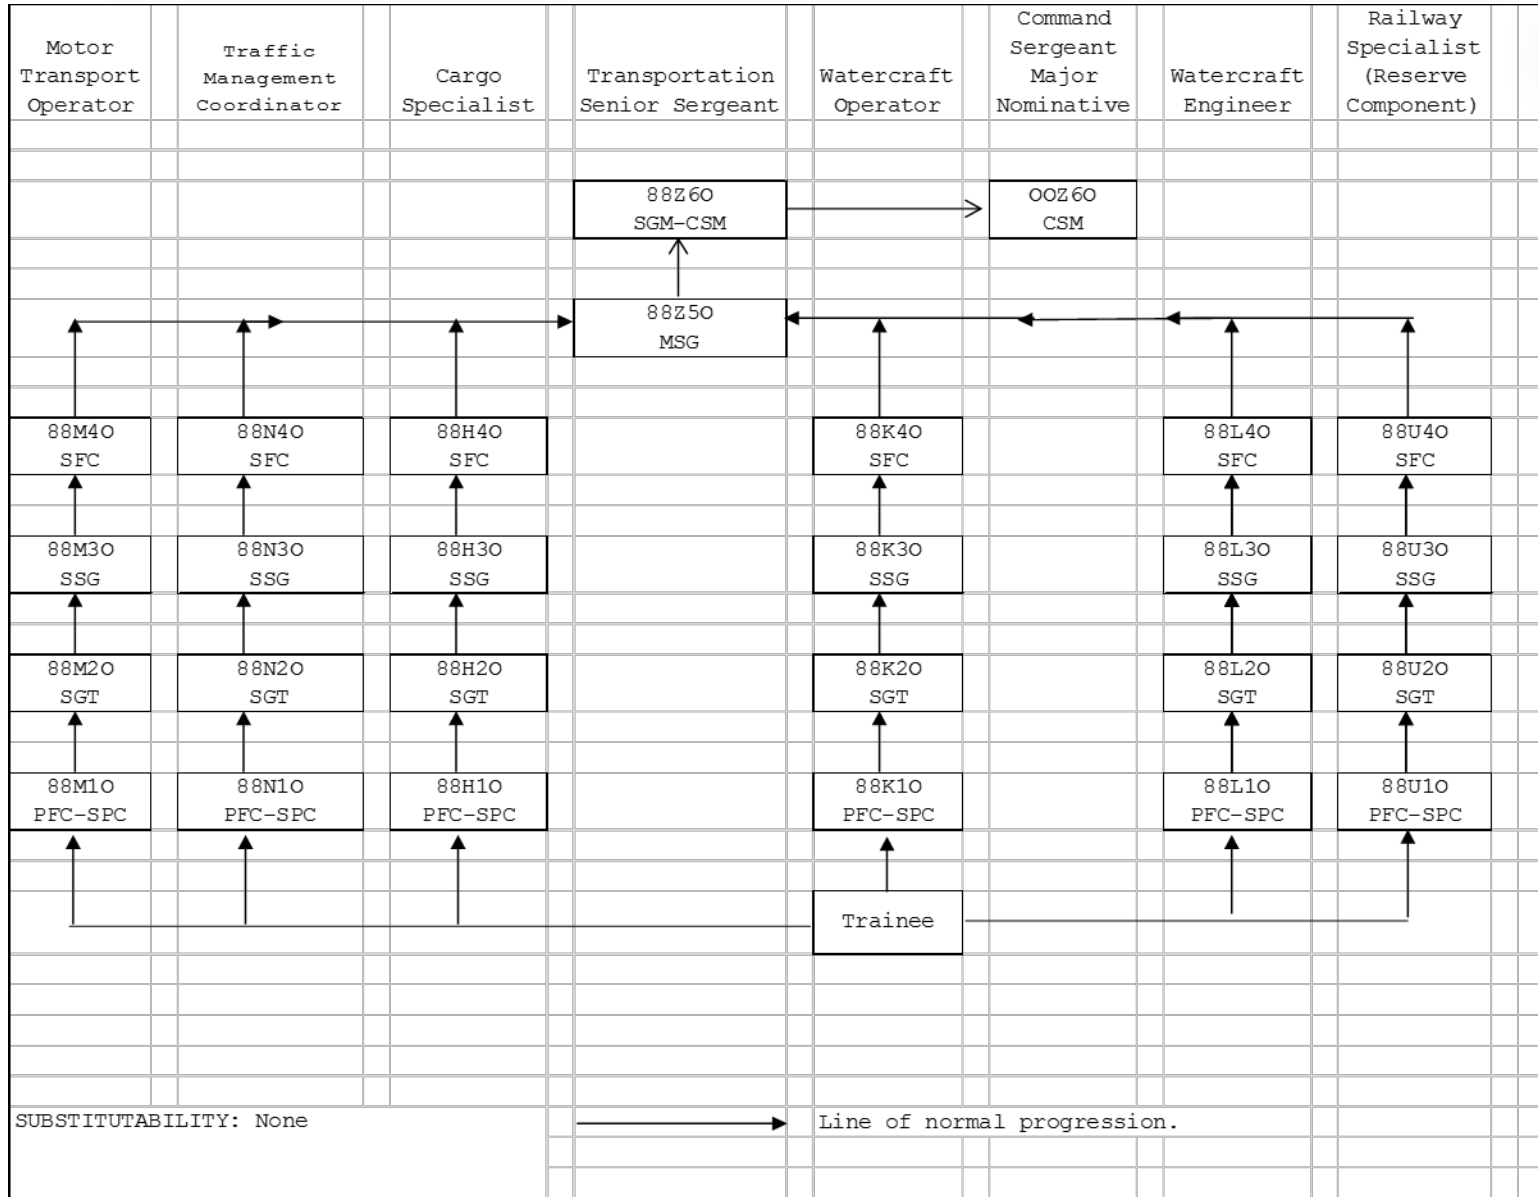 Motor
Transport
Operator
Traffic
Management
Coordinator
Cargo
Specialist
Transportation
Senior Sergeant
Watercraft
Operator
Command
Sergeant
Major
Nominative
Watercraft
Engineer
Railway
Specialist
(Reserve
Component)
88Z6O
SGM-CSM
OOZ6O
CSM
88Z5O
MSG
88M4O
SFC
88N4O
SFC
88H4O
SFC
88K4O
SFC
88L4O
SFC
88U4O
SFC
88M3O
SSG
88N3O
SSG
88H3O
SSG
88K3O
SSG
88L3O
SSG
88U3O
SSG
88M2O
SGT
88N2O
SGT
88H2O
SGT
88K2O
SGT
88L2O
SGT
88U2O
SGT
88M1O
PFC-SPC
88N1O
PFC-SPC
88H1O
PFC-SPC
88K1O
PFC-SPC
88L1O
PFC-SPC
88U1O
PFC-SPC
Trainee
SUBSTITUTABILITY: None
Line of normal progression.